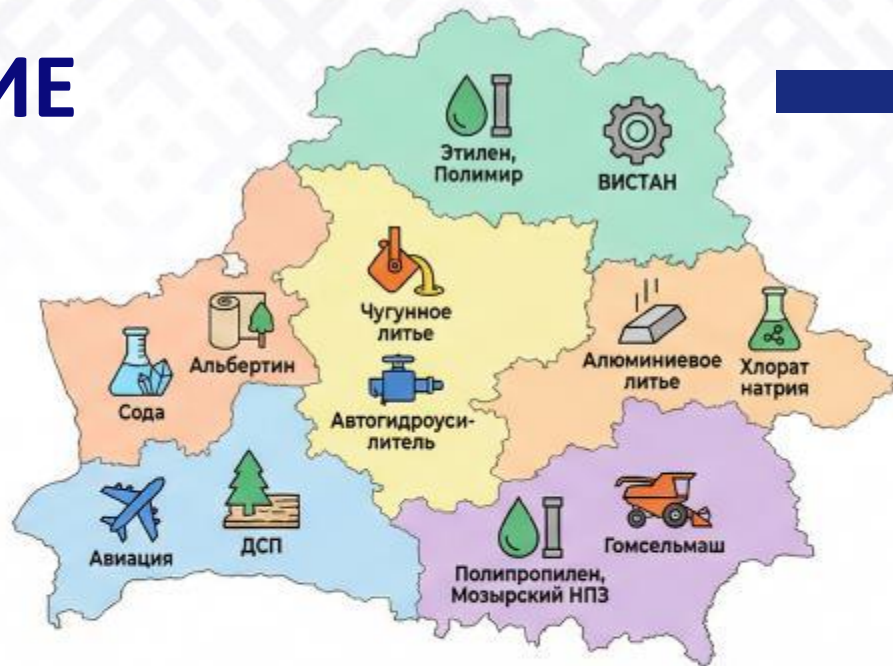 ИЕ
Этилен,
Полимир
ВИСТАН
Чугунное
литье
Автогидроуси-
литель
Альбертин
Сода
Алюминиевое
литье
Хлорат
натрия
Авиация
ДСП
Полипропилен,
Мозырский НПЗ
Гомсельмаш